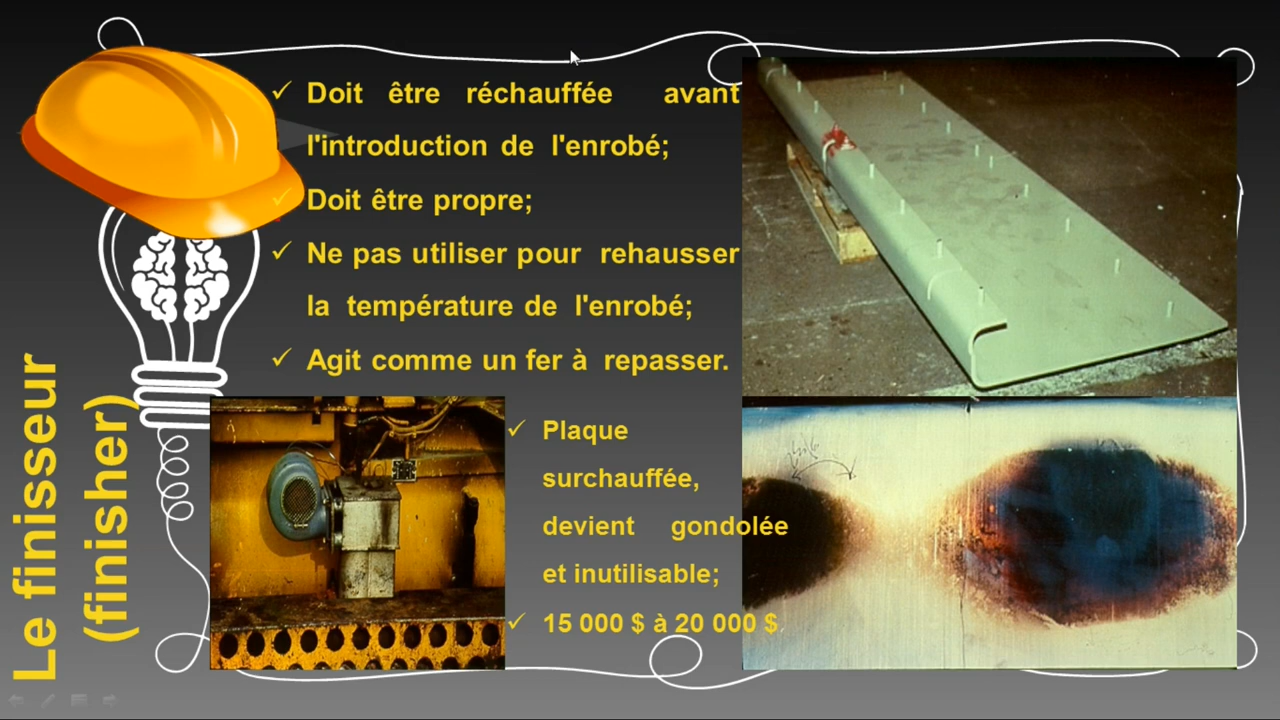 Le finisseur
(finisher)
✓ Doit être réchauffée avant
l'introduction de l'enrobé;
✓ Doit être propre;
✓ Ne pas utiliser pour rehausser
la température de l'enrobé;
✓ Agit comme un fer à repasser.
✓ Plaque
surchauffée,
devient gondolée
et inutilisable;
✓ 15 000 $ à 20 000 $.